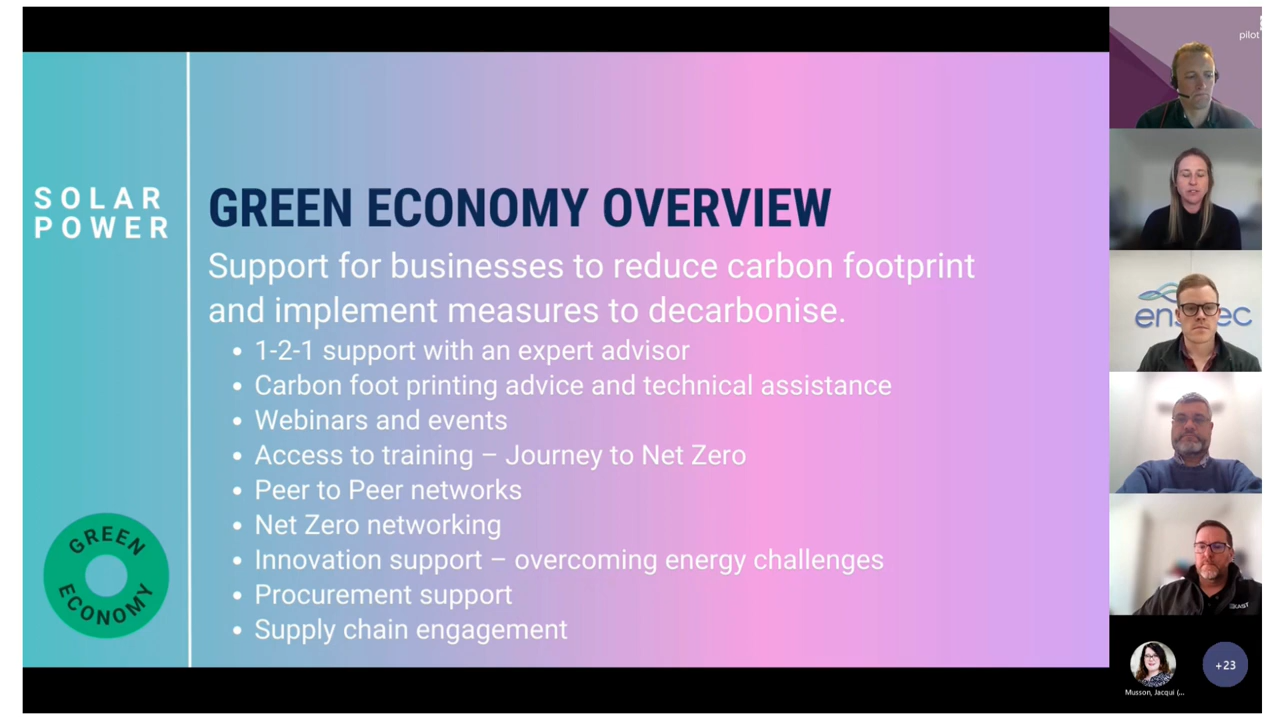 SOLAR
POWER
GREEN ECONOMY OVERVIEW
Support for businesses to reduce carbon footprint
and implement measures to decarbonise.
• 1-2-1 support with an expert advisor
• Carbon foot printing advice and technical assistance
• Webinars and events
• Access to training – Journey to Net Zero
• Peer to Peer networks
• Net Zero networking
• Innovation support – overcoming energy challenges
• Procurement support
• Supply chain engagement
GREEN
ECONOMY
pilot
Musson, Jacqui (...
+23